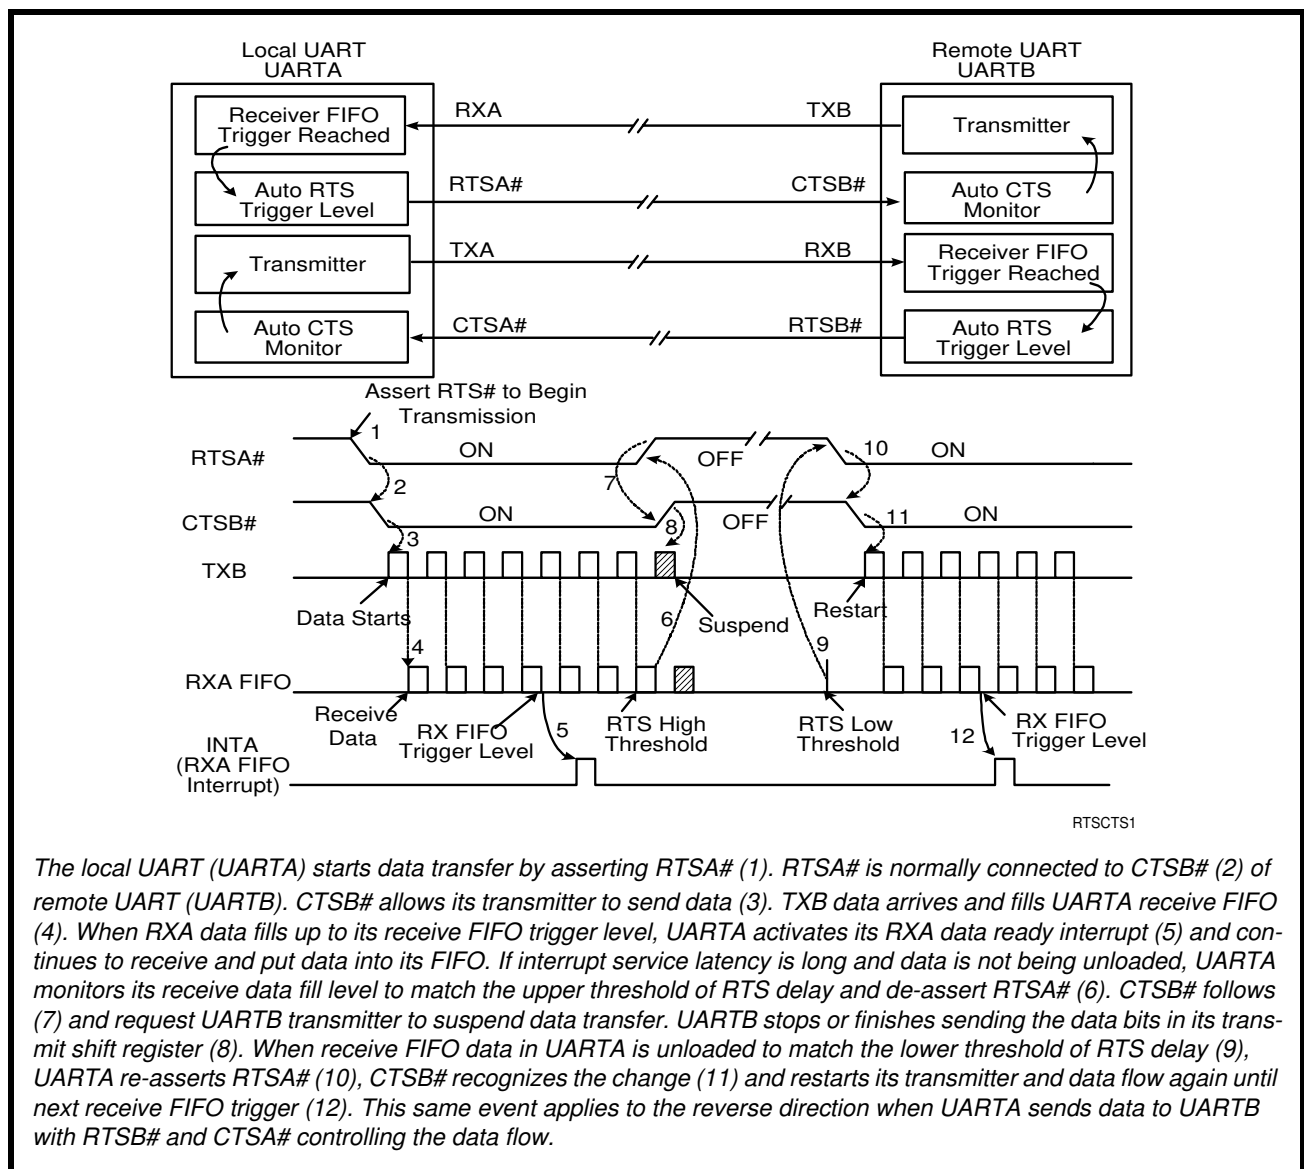 Local UART
UARTA
Remote UART
UARTB
Receiver FIFO
Trigger Reached
RXA
TXB
Transmitter
Auto RTS
Trigger Level
RTSA#
CTSB#
Auto CTS
Monitor
Transmitter
TXA
RXB
Receiver FIFO
Trigger Reached
Auto CTS
Monitor
CTSA#
RTSB#
Auto RTS
Trigger Level
Assert RTS# to Begin
Transmission
1
RTSA#
ON
7
OFF
10
ON
2
CTSB#
ON
8
OFF
11
ON
3
TXB
Data Starts
6
Suspend
Restart
4
9
RXA FIFO
Receive
Data
RX FIFO
Trigger Level
5
RTS High
Threshold
RTS Low
Threshold
12
RX FIFO
Trigger Level
INTA
(RXA FIFO
Interrupt)
RTSCTS1
The local UART (UARTA) starts data transfer by asserting RTSA# (1). RTSA# is normally connected to CTSB# (2) of
remote UART (UARTB). CTSB# allows its transmitter to send data (3). TXB data arrives and fills UARTA receive FIFO
(4). When RXA data fills up to its receive FIFO trigger level, UARTA activates its RXA data ready interrupt (5) and con-
tinues to receive and put data into its FIFO. If interrupt service latency is long and data is not being unloaded, UARTA
monitors its receive data fill level to match the upper threshold of RTS delay and de-assert RTSA# (6). CTSB# follows
(7) and request UARTB transmitter to suspend data transfer. UARTB stops or finishes sending the data bits in its trans-
mit shift register (8). When receive FIFO data in UARTA is unloaded to match the lower threshold of RTS delay (9),
UARTA re-asserts RTSA# (10), CTSB# recognizes the change (11) and restarts its transmitter and data flow again until
next receive FIFO trigger (12). This same event applies to the reverse direction when UARTA sends data to UARTB
with RTSB# and CTSA# controlling the data flow.